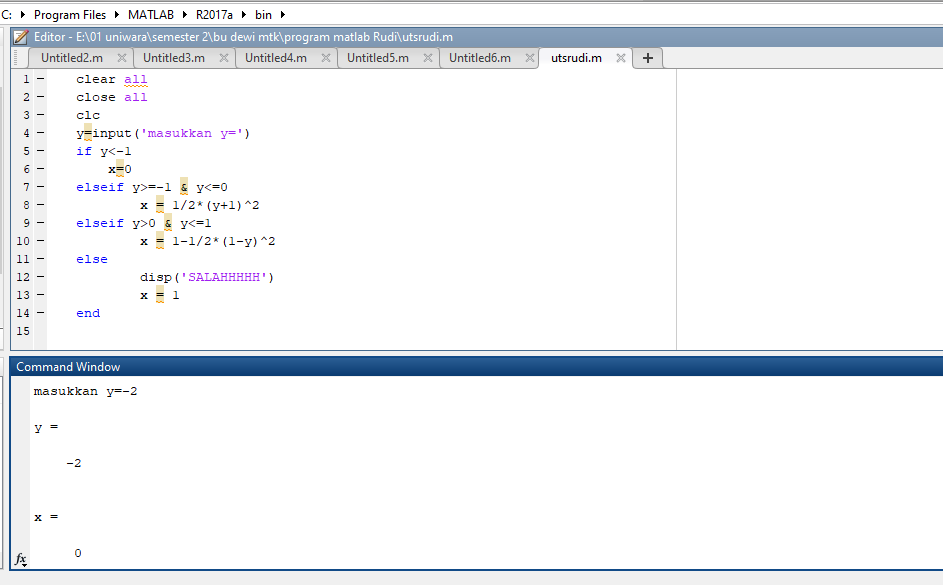 C: ▸ Program Files ▸ MATLAB ▸ R2017a ▸ bin ▸
Editor - E:\01 uniwara\semester 2\bu dewi mtk\program matlab Rudi\utsrudi.m
Untitled2.m × Untitled3.m × Untitled4.m × Untitled5.m × Untitled6.m × utsrudi.m × +
1 – clear all
2 – close all
3 – clc
4 – y=input('masukkan y=')
5 – if y<-1
6 – x=0
7 – elseif y>=-1 & y<=0
8 – x = 1/2*(y+1)^2
9 – elseif y>0 & y<=1
10 – x = 1-1/2*(1-y)^2
11 – else
12 – disp('SALAHHHHH')
13 – x = 1
14 – end
15
Command Window
masukkan y=-2
y =
-2
x =
0
fx